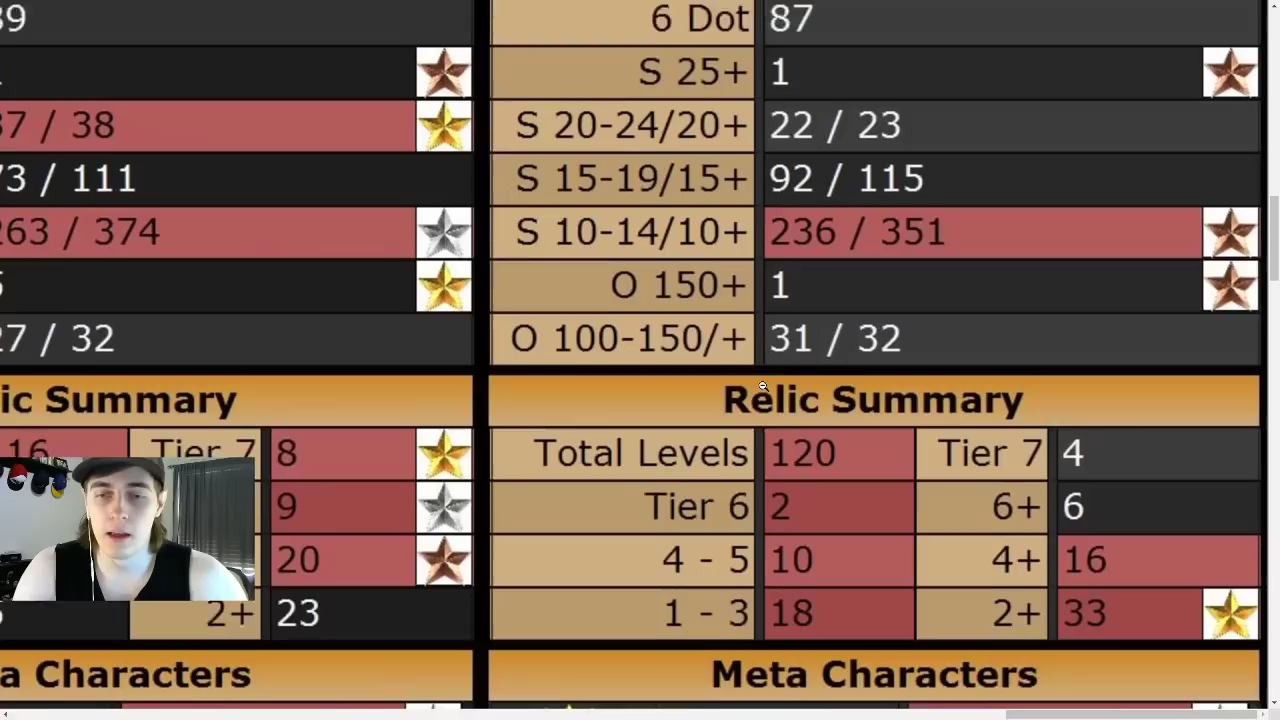 6 Dot 87
S 25+ 1
/ 38 S 20-24/20+ 22 / 23
/ 111 S 15-19/15+ 92 / 115
263 / 374 S 10-14/10+ 236 / 351
O 150+ 1
27 / 32 O 100-150/+ 31 / 32
Summary Relic Summary
16 Tier 7 8 Total Levels 120 Tier 7 4
9 Tier 6 2 6+ 6
20 4 - 5 10 4+ 16
2+ 23 1 - 3 18 2+ 33
Characters Meta Characters